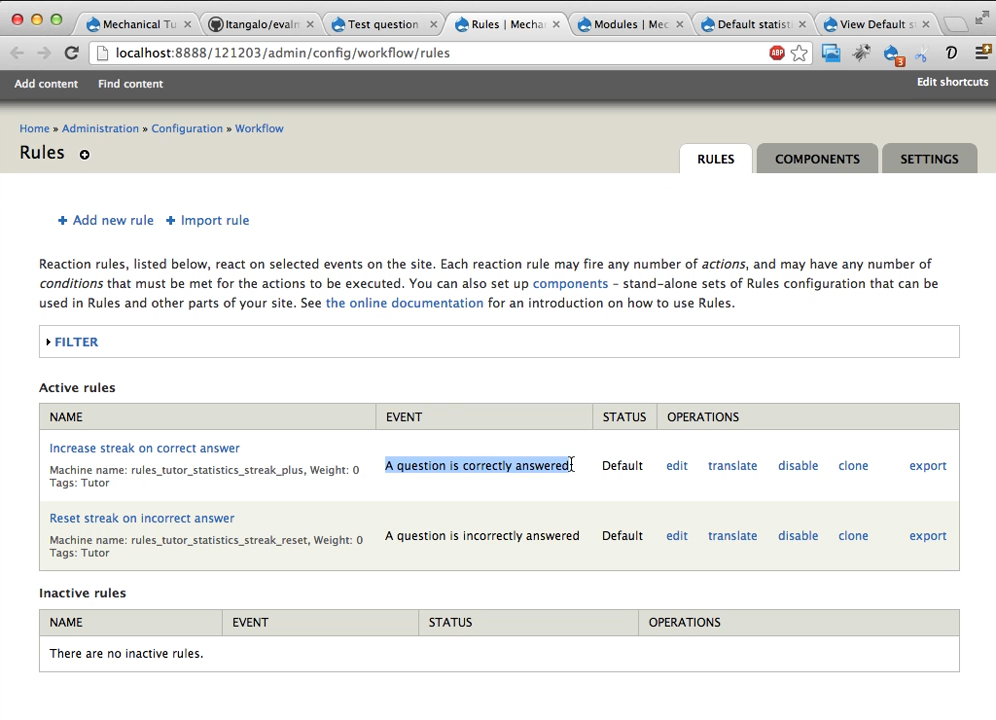 Mechanical Tu
Itangalo/evaln
Test question
Rules | Mecha
Modules | Mec
Default statist
View Default s
localhost:8888/121203/admin/config/workflow/rules
ABP
3
D
Add content
Find content
Edit shortcuts
Home » Administration » Configuration » Workflow
Rules
RULES
COMPONENTS
SETTINGS
+ Add new rule
+ Import rule
Reaction rules, listed below, react on selected events on the site. Each reaction rule may fire any number of actions, and may have any number of
conditions that must be met for the actions to be executed. You can also set up components – stand-alone sets of Rules configuration that can be
used in Rules and other parts of your site. See the online documentation for an introduction on how to use Rules.
FILTER
Active rules
NAME EVENT STATUS OPERATIONS
Increase streak on correct answer
Machine name: rules_tutor_statistics_streak_plus, Weight: 0
Tags: Tutor
A question is correctly answered
Default
edit translate disable clone export
Reset streak on incorrect answer
Machine name: rules_tutor_statistics_streak_reset, Weight: 0
Tags: Tutor
A question is incorrectly answered
Default
edit translate disable clone export
Inactive rules
NAME EVENT STATUS OPERATIONS
There are no inactive rules.